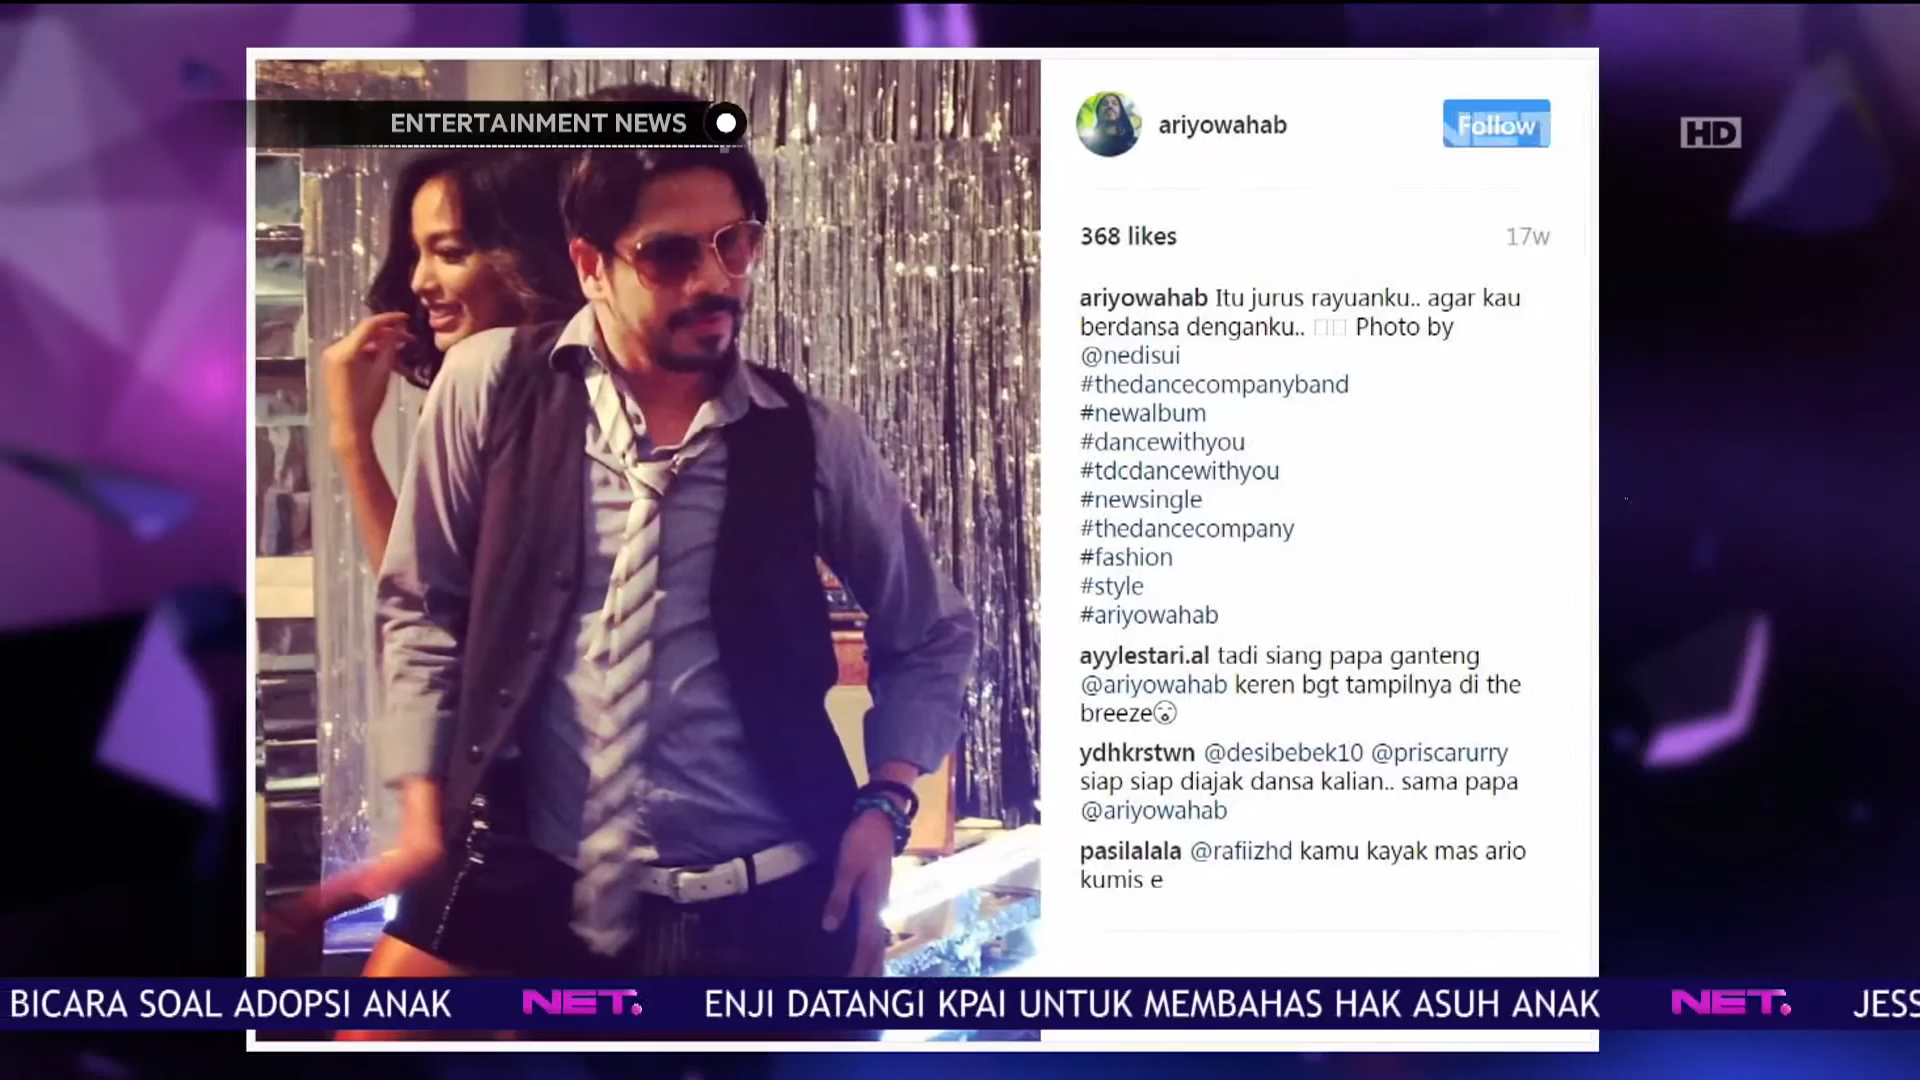 ENTERTAINMENT NEWS
HD
ariyowahab
Follow
368 likes
17w
ariyowahab Itu jurus rayuanku.. agar kau
berdansa denganku.. Photo by
@nedisui
#thedancecompanyband
#newalbum
#dancewithyou
#tdcdancewithyou
#newsingle
#thedancecompany
#fashion
#style
#ariyowahab
ayylestari.al tadi siang papa ganteng
@ariyowahab keren bgt tampilnya di the
breeze😮
ydhkrstwn @desibebek10 @priscarurry
siap siap diajak dansa kalian.. sama papa
@ariyowahab
pasilalala @rafiizhd kamu kayak mas ario
kumis e
BICARA SOAL ADOPSI ANAK NET. ENJI DATANGI KPAI UNTUK MEMBAHAS HAK ASUH ANAK NET. JESS